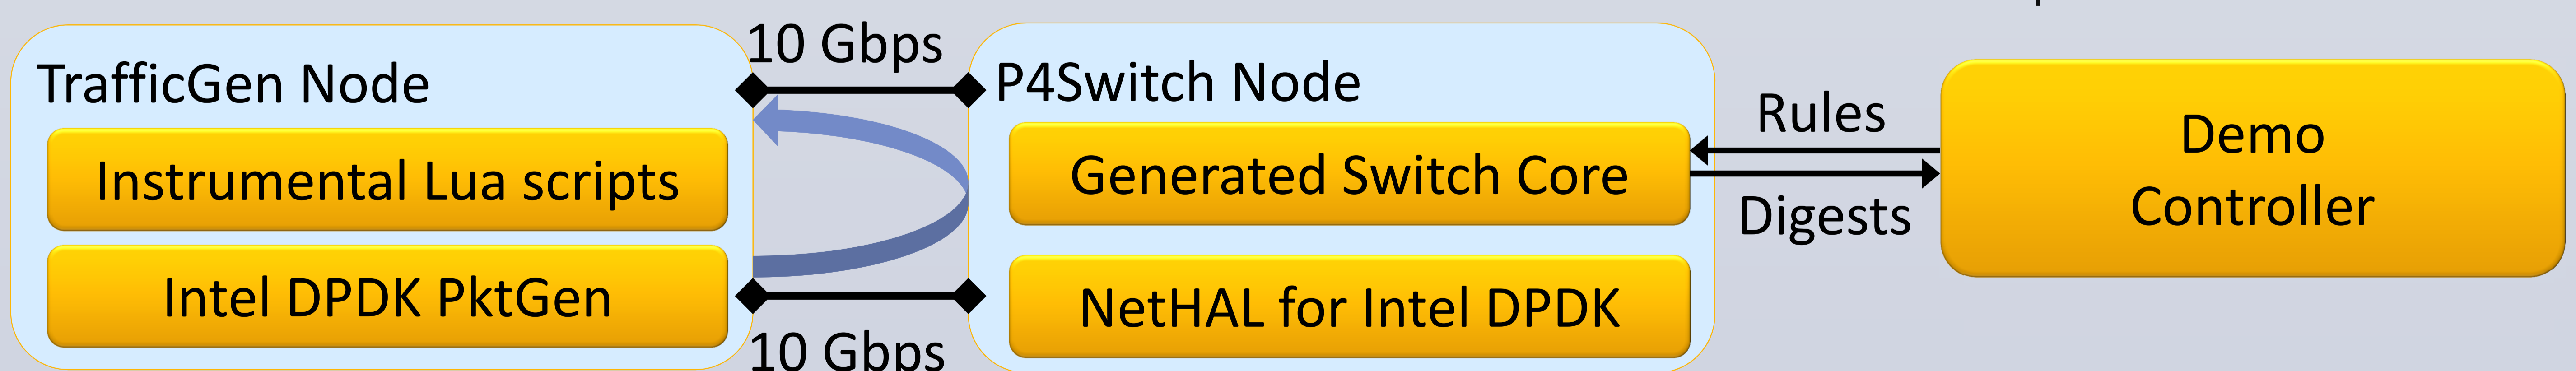 10 Gbps
TrafficGen Node
P4Switch Node
Instrumental Lua scripts
Generated Switch Core
Rules
Digests
Demo
Controller
Intel DPDK PktGen
NetHAL for Intel DPDK
10 Gbps